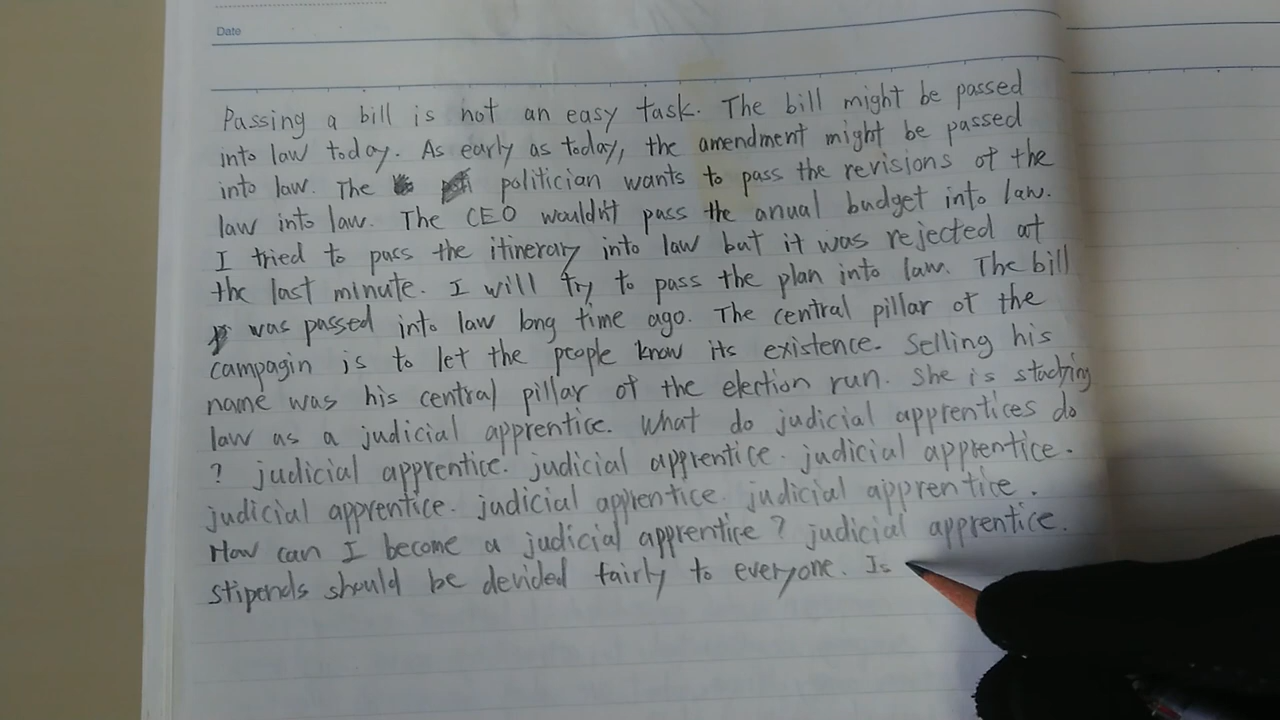 Date
Passing a bill is not an easy task. The bill might be passed
into law today. As early as today, the amendment might be passed
into law. The politician wants to pass the revisions of the
law into law. The CEO wouldn't pass the anual budget into law.
I tried to pass the itinerary into law but it was rejected at
the last minute. I will try to pass the plan into law. The bill
was passed into law long time ago. The central pillar of the
campagin is to let the people know its existence. Selling his
name was his central pillar of the election run. She is studying
law as a judicial apprentice. What do judicial apprentices do
? judicial apprentice. judicial apprentice. judicial apprentice.
judicial apprentice. judicial apprentice. judicial apprentice.
How can I become a judicial apprentice? judicial apprentice.
stipends should be devided fairly to everyone. Is